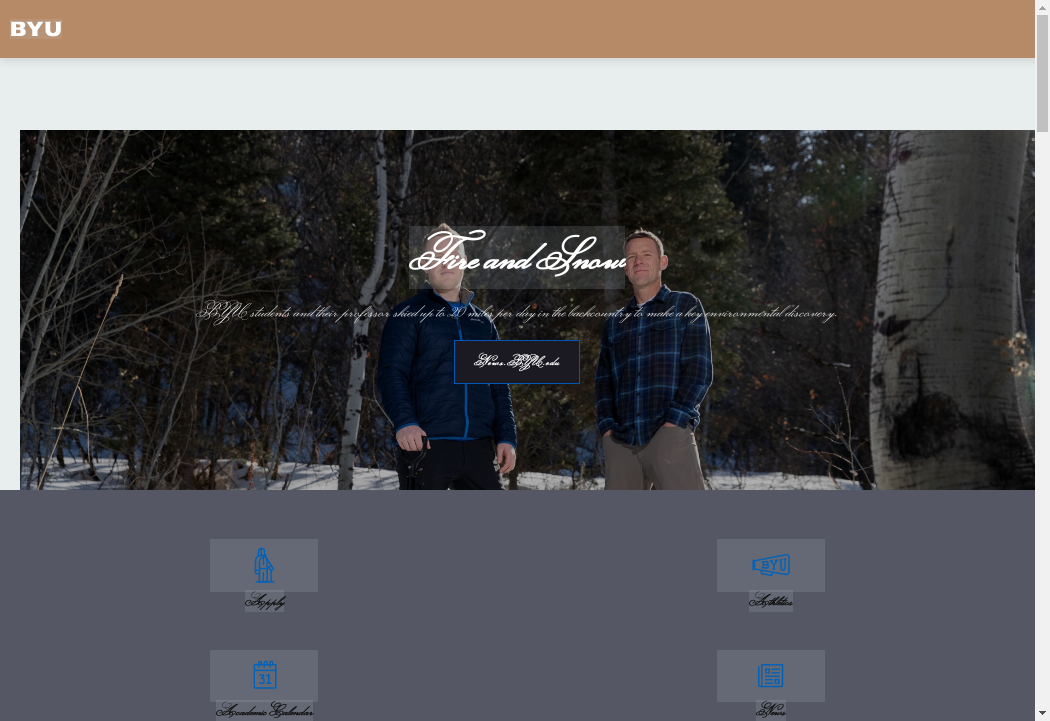 BYU
Fire and Snow
BYU students and their professor skied up to 20 miles per day in the backcountry to make a key environmental discovery.
News.BYU.edu
BYU
Apply
Athletics
31
Academic Calendar
News